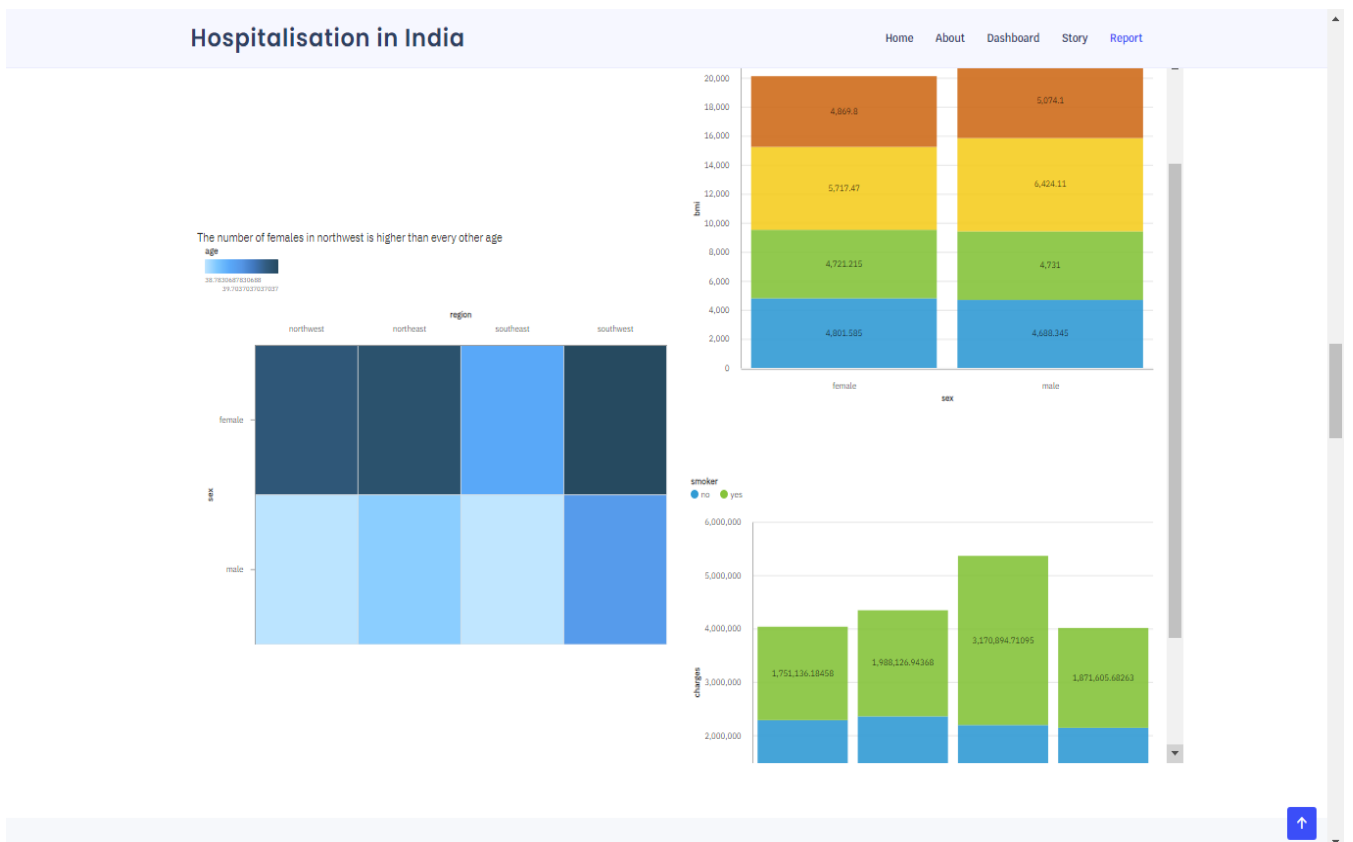 Hospitalisation in India
Home About Dashboard Story Report
The number of females in northwest is higher than every other age
age
38.7830687830688
39.7037037037037
region
northwest northeast southeast southwest
female
male
sex
20,000
18,000
16,000
14,000
12,000
10,000
8,000
6,000
4,000
2,000
0
bmi
4,869.8 5,074.1
5,717.47 6,424.11
4,721.215 4,731
4,801.585 4,688.345
female male
sex
smoker
no yes
6,000,000
5,000,000
4,000,000
3,000,000
2,000,000
charges
1,751,136.18458 1,988,126.94368 3,170,894.71095 1,871,605.68263